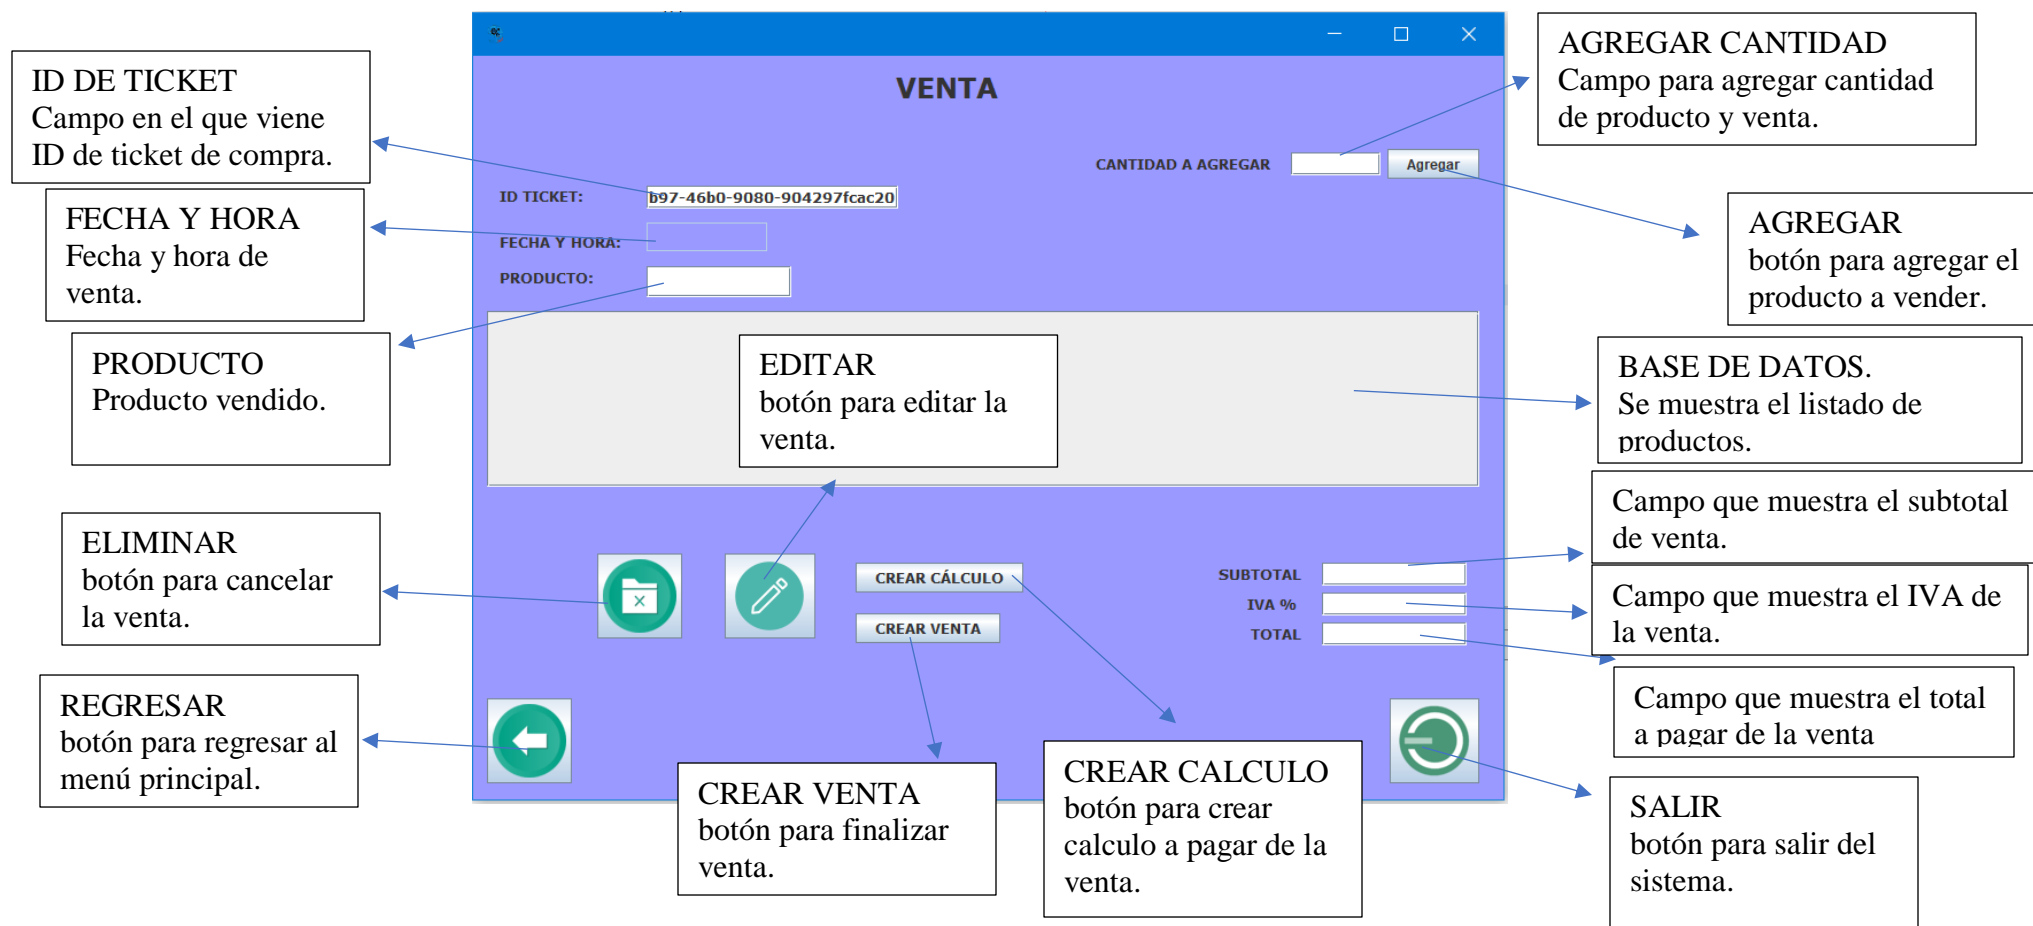 VENTA
ID DE TICKET
Campo en el que viene
ID de ticket de compra.
FECHA Y HORA
Fecha y hora de
venta.
PRODUCTO
Producto vendido.
ELIMINAR
botón para cancelar
la venta.
REGRESAR
botón para regresar al
menú principal.
CANTIDAD A AGREGAR
Agregar
ID TICKET:
b97-46b0-9080-904297fcac20
FECHA Y HORA:
PRODUCTO:
EDITAR
botón para editar la
venta.
CREAR CÁLCULO
CREAR VENTA
SUBTOTAL
IVA %
TOTAL
CREAR VENTA
botón para finalizar
venta.
CREAR CALCULO
botón para crear
calculo a pagar de la
venta.
AGREGAR CANTIDAD
Campo para agregar cantidad
de producto y venta.
AGREGAR
botón para agregar el
producto a vender.
BASE DE DATOS.
Se muestra el listado de
productos.
Campo que muestra el subtotal
de venta.
Campo que muestra el IVA de
la venta.
Campo que muestra el total
a pagar de la venta
SALIR
botón para salir del
sistema.